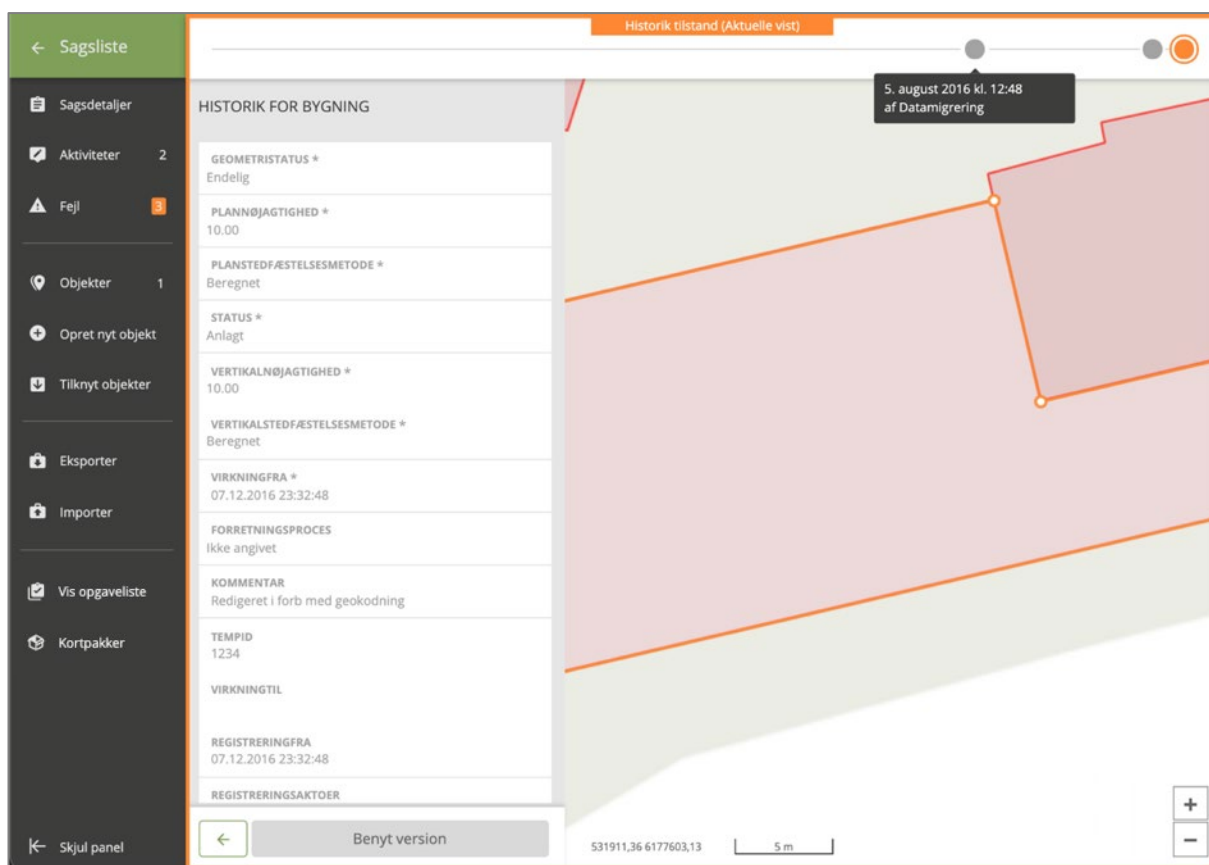 Sagsliste
Historik tilstand (Aktuelle vist)
5. august 2016 kl. 12:48
af Datamigrering
Sagsdetaljer
Aktiviteter 2
Fejl 3
Objekter 1
Opret nyt objekt
Tilknyt objekter
Eksporter
Importer
Vis opgaveliste
Kortpakker
Skjul panel
HISTORIK FOR BYGNING
GEOMETRISTATUS *
Endelig
PLANNØJAGTIGHED *
10.00
PLANSTEDFÆSTELSESMETODE *
Beregnet
STATUS *
Anlagt
VERTIKALNØJAGTIGHED *
10.00
VERTIKALSTEDFÆSTELSESMETODE *
Beregnet
VIRKNINGFRA *
07.12.2016 23:32:48
FORRETNINGSPROCES
Ikke angivet
KOMMENTAR
Redigeret i forb med geokodning
TEMPID
1234
VIRKNINGTIL
REGISTRERINGFRA
07.12.2016 23:32:48
REGISTRERINGSAKTOER
Benyt version
531911,36 6177603,13
5 m
+
−